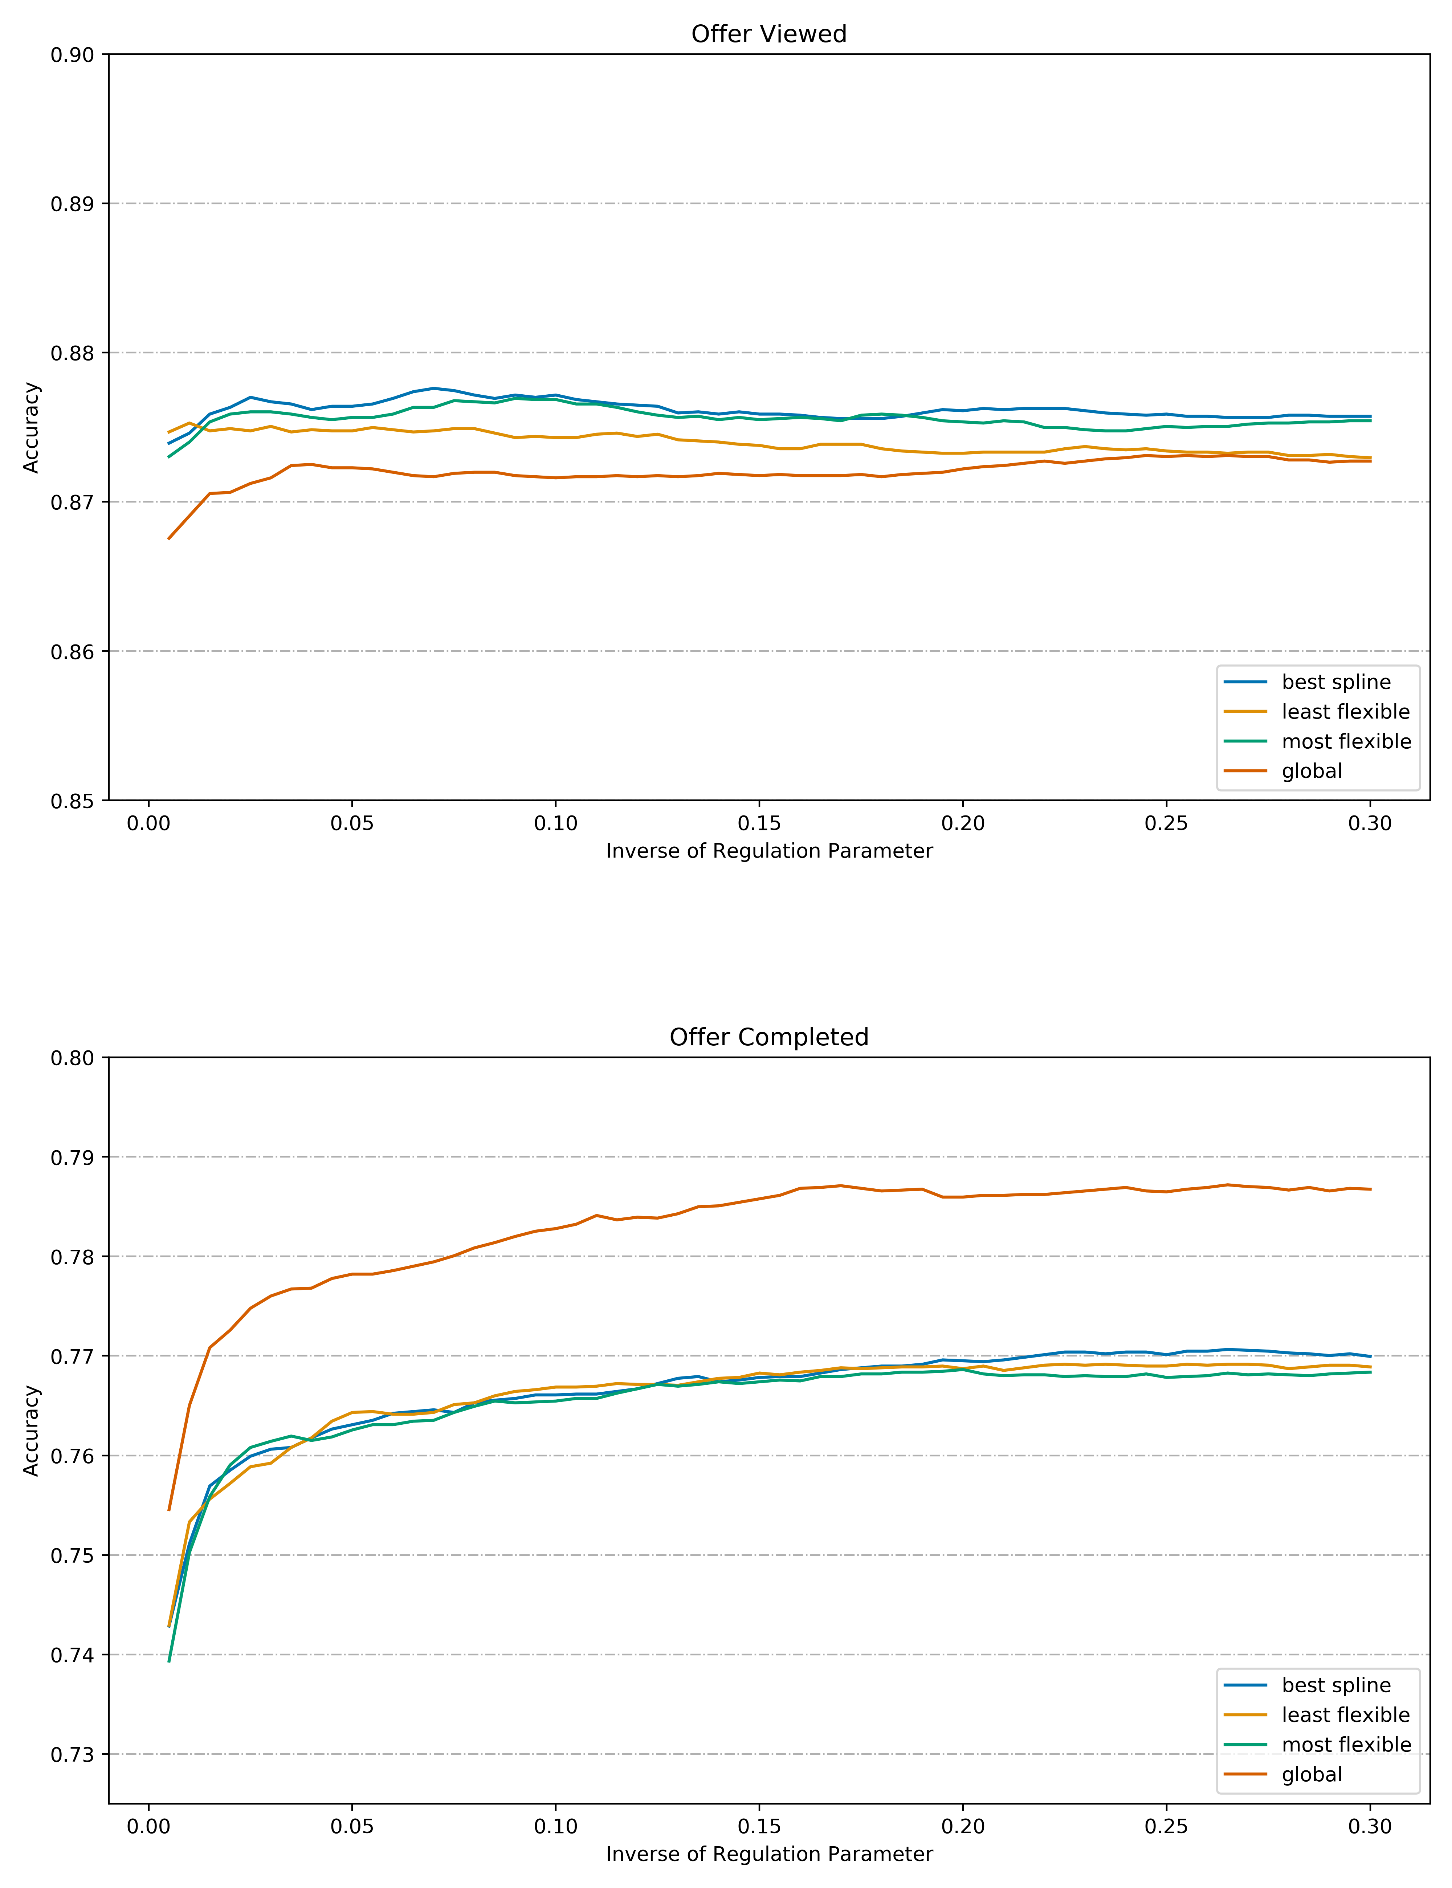 Offer Viewed
0.90
0.89
0.88
0.87
0.86
0.85
Accuracy
best spline
least flexible
most flexible
global
0.00 0.05 0.10 0.15 0.20 0.25 0.30
Inverse of Regulation Parameter
Offer Completed
0.80
0.79
0.78
0.77
0.76
0.75
0.74
0.73
Accuracy
best spline
least flexible
most flexible
global
0.00 0.05 0.10 0.15 0.20 0.25 0.30
Inverse of Regulation Parameter